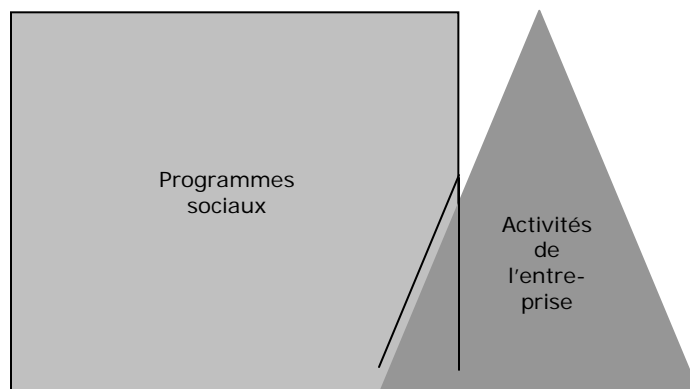 Programmes
sociaux
Activités
de
l'entre-
prise